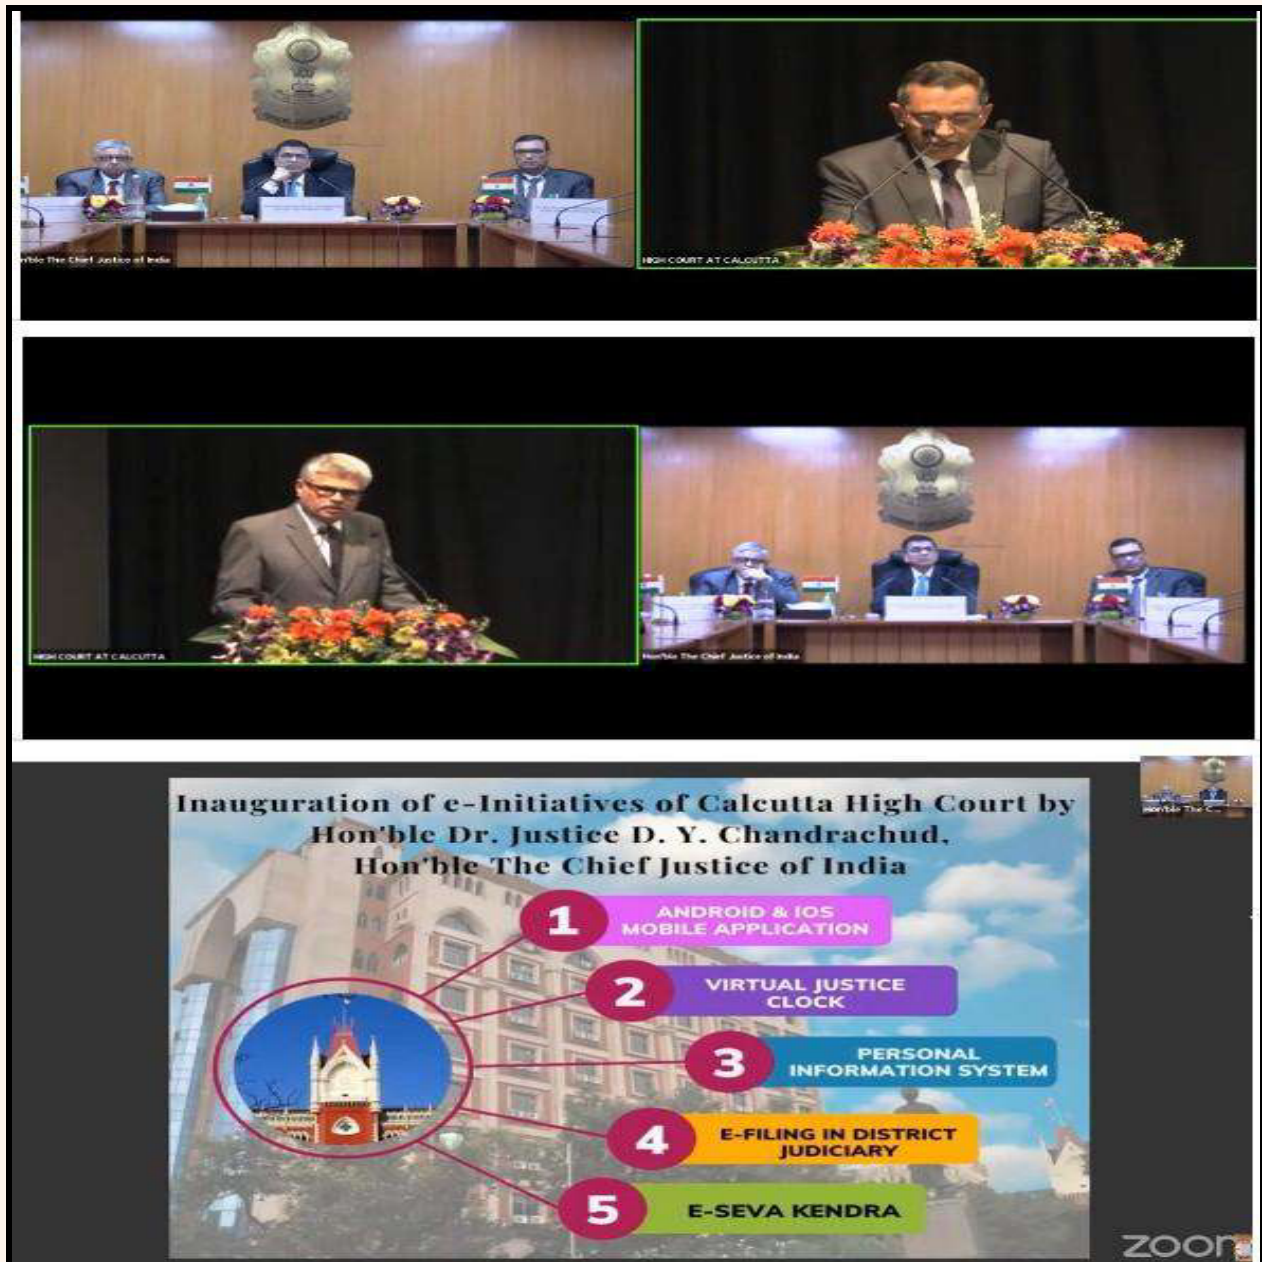 Hon'ble The Chief Justice of India
HIGH COURT AT CALCUTTA
HIGH COURT AT CALCUTTA
Hon'ble The Chief Justice of India
Inauguration of e-Initiatives of Calcutta High Court by
Hon'ble Dr. Justice D. Y. Chandrachud,
Hon'ble The Chief Justice of India
Hon'ble The C...
1
ANDROID & IOS
MOBILE APPLICATION
2
VIRTUAL JUSTICE
CLOCK
3
PERSONAL
INFORMATION SYSTEM
4
E-FILING IN DISTRICT
JUDICIARY
5
E-SEVA KENDRA
zoom